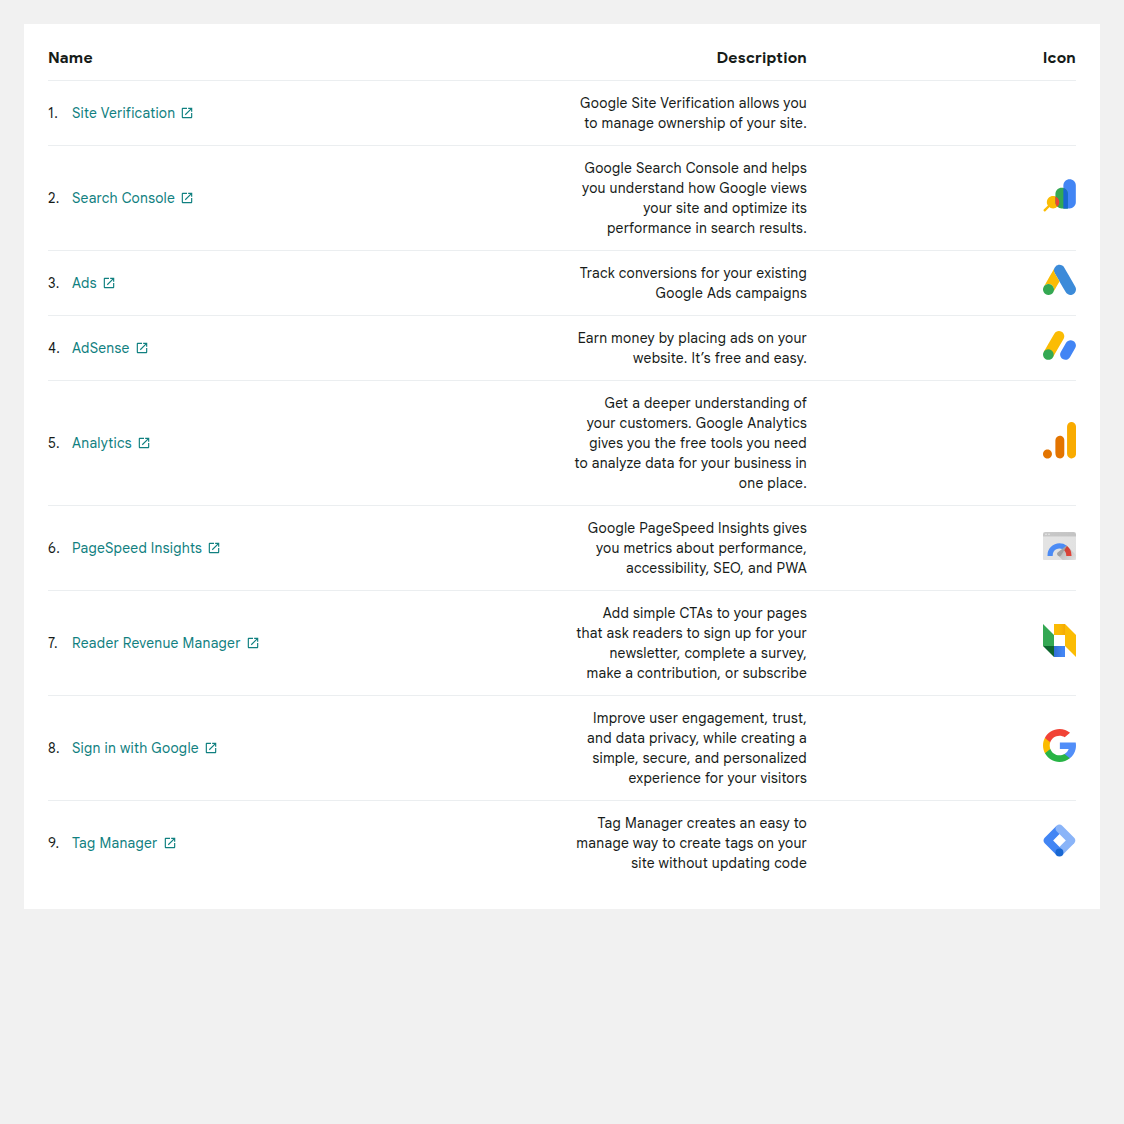 Name Description Icon
1. Site Verification
Google Site Verification allows you
to manage ownership of your site.
2. Search Console
Google Search Console and helps
you understand how Google views
your site and optimize its
performance in search results.
3. Ads
Track conversions for your existing
Google Ads campaigns
4. AdSense
Earn money by placing ads on your
website. It’s free and easy.
5. Analytics
Get a deeper understanding of
your customers. Google Analytics
gives you the free tools you need
to analyze data for your business in
one place.
6. PageSpeed Insights
Google PageSpeed Insights gives
you metrics about performance,
accessibility, SEO, and PWA
7. Reader Revenue Manager
Add simple CTAs to your pages
that ask readers to sign up for your
newsletter, complete a survey,
make a contribution, or subscribe
8. Sign in with Google
Improve user engagement, trust,
and data privacy, while creating a
simple, secure, and personalized
experience for your visitors
9. Tag Manager
Tag Manager creates an easy to
manage way to create tags on your
site without updating code